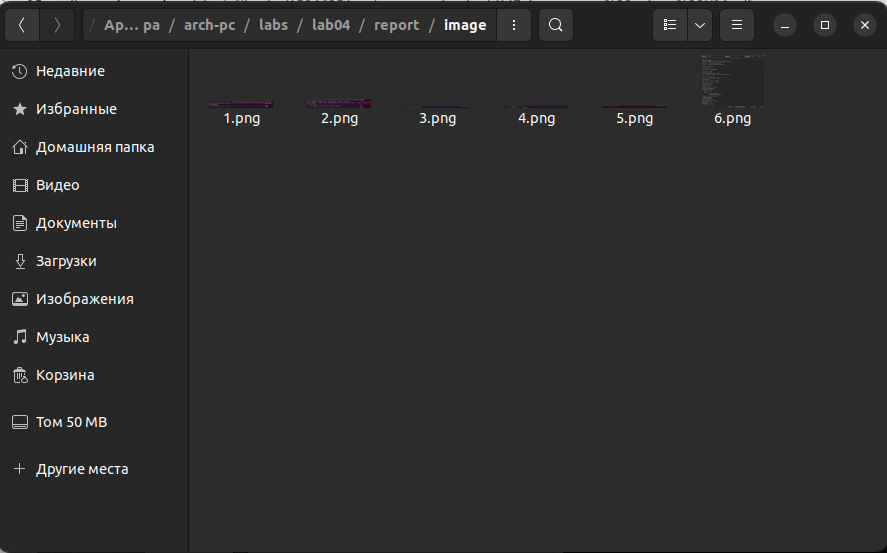 Ар… ра / arch-pc / labs / lab04 / report / image
Недавние
Избранные
Домашняя папка
Видео
Документы
Загрузки
Изображения
Музыка
Корзина
Том 50 MB
Другие места
1.png 2.png 3.png 4.png 5.png 6.png